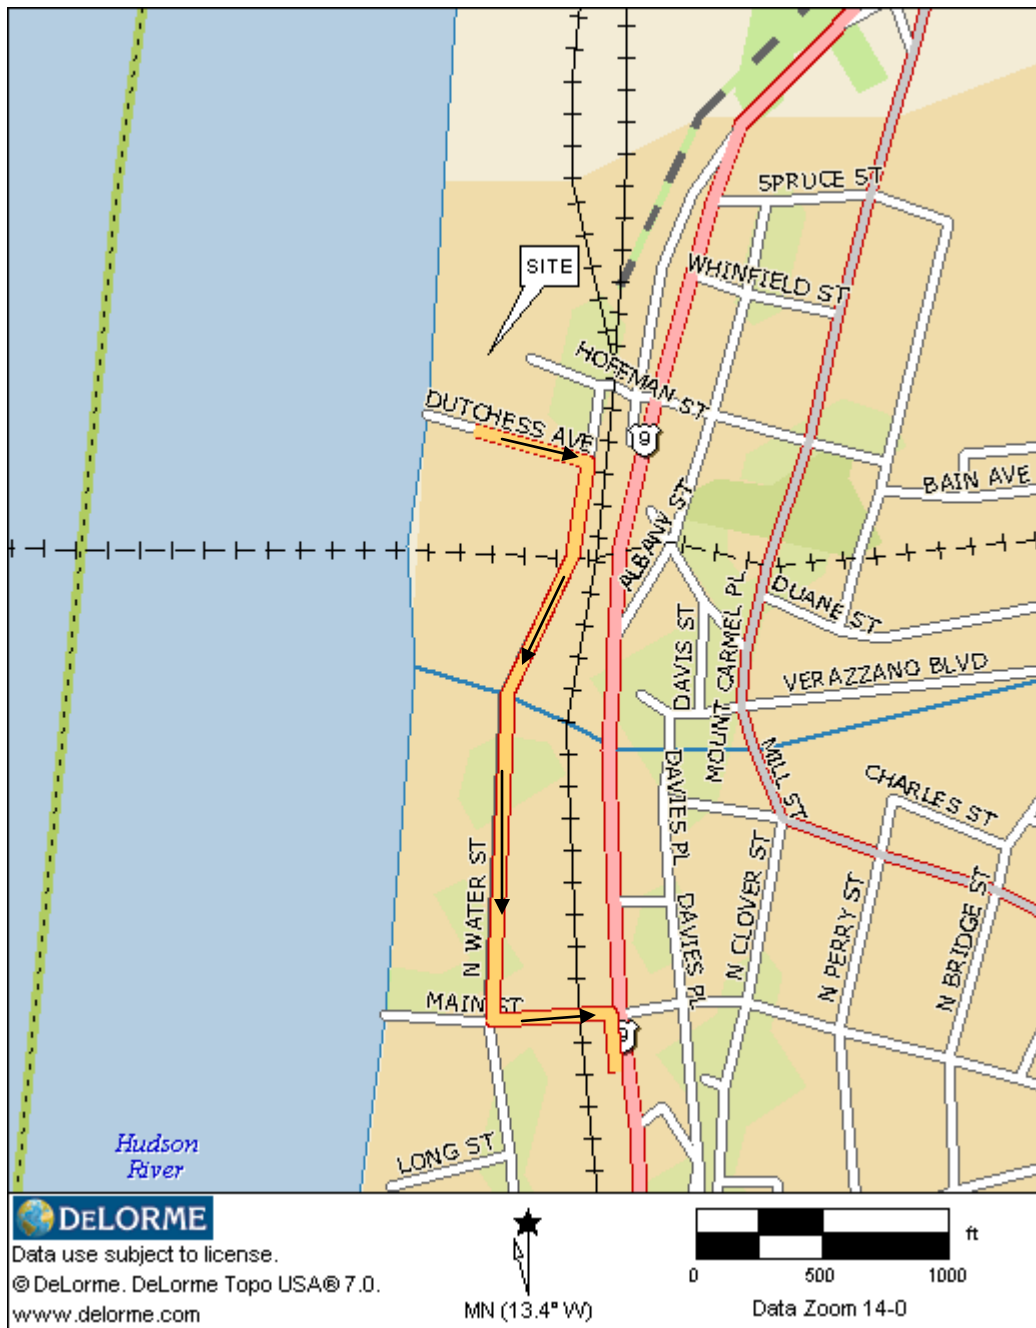 SPRUCE ST
SITE
WHINFIELD ST
HOFFMAN ST
DUTCHESS AVE
9
BAIN AVE
ALBANY ST
DUANE ST
MOUNT CARMEL PL
DAVIS ST
VERAZZANO BLVD
MILL ST
CHARLES ST
DAVIES PL
N WATER ST
N CLOVER ST
N PERRY ST
N BRIDGE ST
DAVIES PL
MAIN ST
9
Hudson
River
LONG ST
DELORME
Data use subject to license.
© DeLorme. DeLorme Topo USA® 7.0.
www.delorme.com
MN (13.4° W)
ft
0 500 1000
Data Zoom 14-0